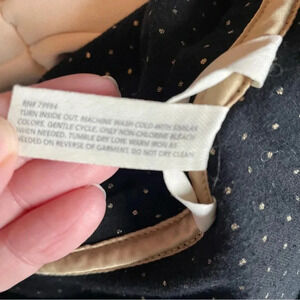 RN# 79984
TURN INSIDE OUT. MACHINE WASH COLD WITH SIMILAR
COLORS, GENTLE CYCLE. ONLY NON-CHLORINE BLEACH
WHEN NEEDED. TUMBLE DRY LOW. WARM IRON AS
NEEDED ON REVERSE OF GARMENT. DO NOT DRY CLEAN.